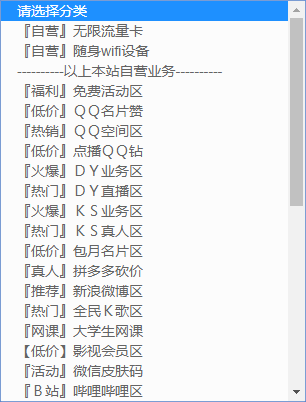 请选择分类
『自营』无限流量卡
『自营』随身wifi设备
----------以上本站自营业务----------
『福利』免费活动区
『低价』ＱＱ名片赞
『热销』ＱＱ空间区
『低价』点播ＱＱ钻
『火爆』ＤＹ业务区
『热门』ＤＹ直播区
『火爆』ＫＳ业务区
『热门』ＫＳ真人区
『低价』包月名片区
『真人』拼多多砍价
『推荐』新浪微博区
『热门』全民Ｋ歌区
『网课』大学生网课
【低价】影视会员区
『活动』微信皮肤码
『Ｂ站』哔哩哔哩区